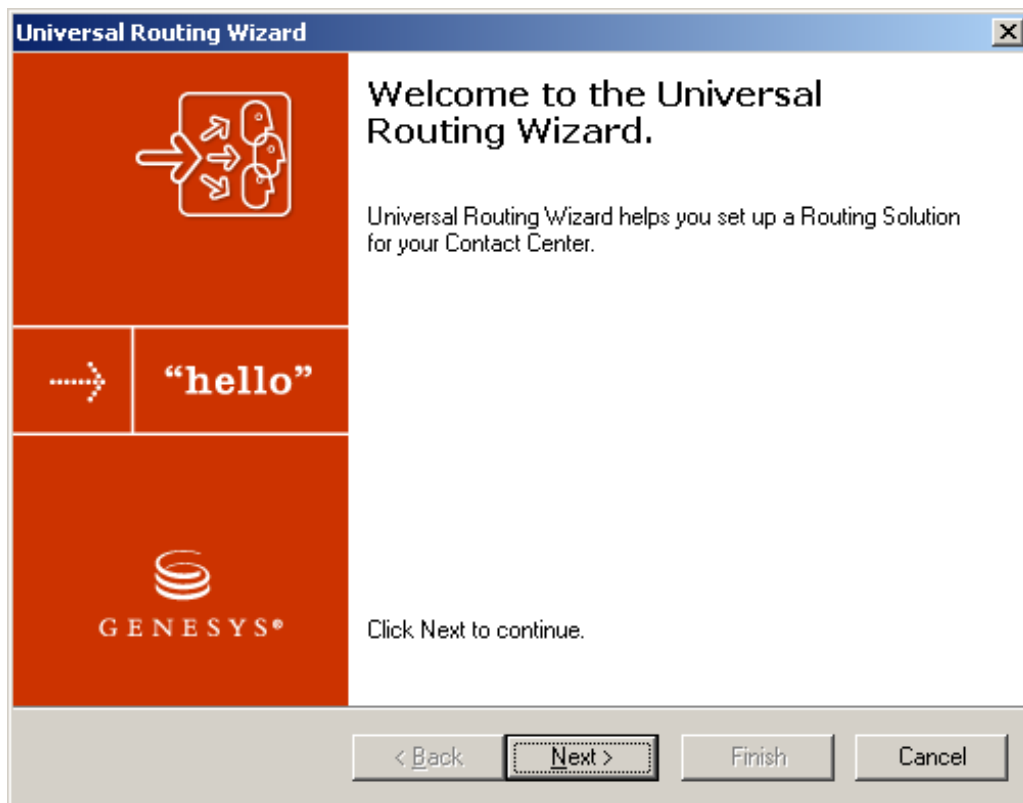 Universal Routing Wizard
Welcome to the Universal
Routing Wizard.
Universal Routing Wizard helps you set up a Routing Solution
for your Contact Center.
“hello”
GENESYS®
Click Next to continue.
< Back
Next >
Finish
Cancel